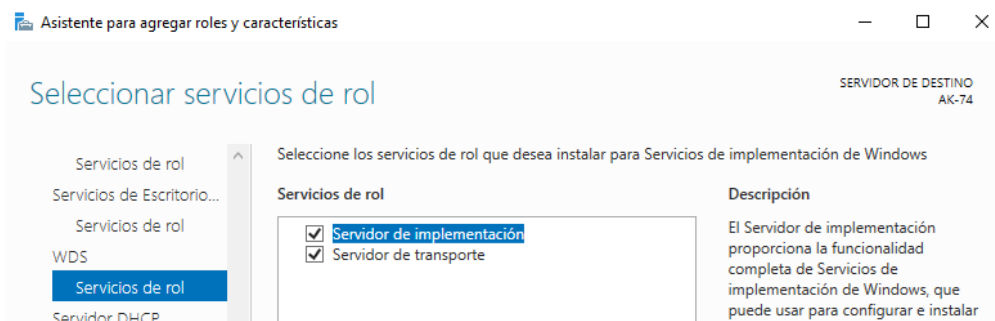 Asistente para agregar roles y características
Seleccionar servicios de rol
SERVIDOR DE DESTINO
AK-74
Servicios de rol
Servicios de Escritorio...
Servicios de rol
WDS
Servicios de rol
Servidor DHCP
Seleccione los servicios de rol que desea instalar para Servicios de implementación de Windows
Servicios de rol
Servidor de implementación
Servidor de transporte
Descripción
El Servidor de implementación
proporciona la funcionalidad
completa de Servicios de
implementación de Windows, que
puede usar para configurar e instalar